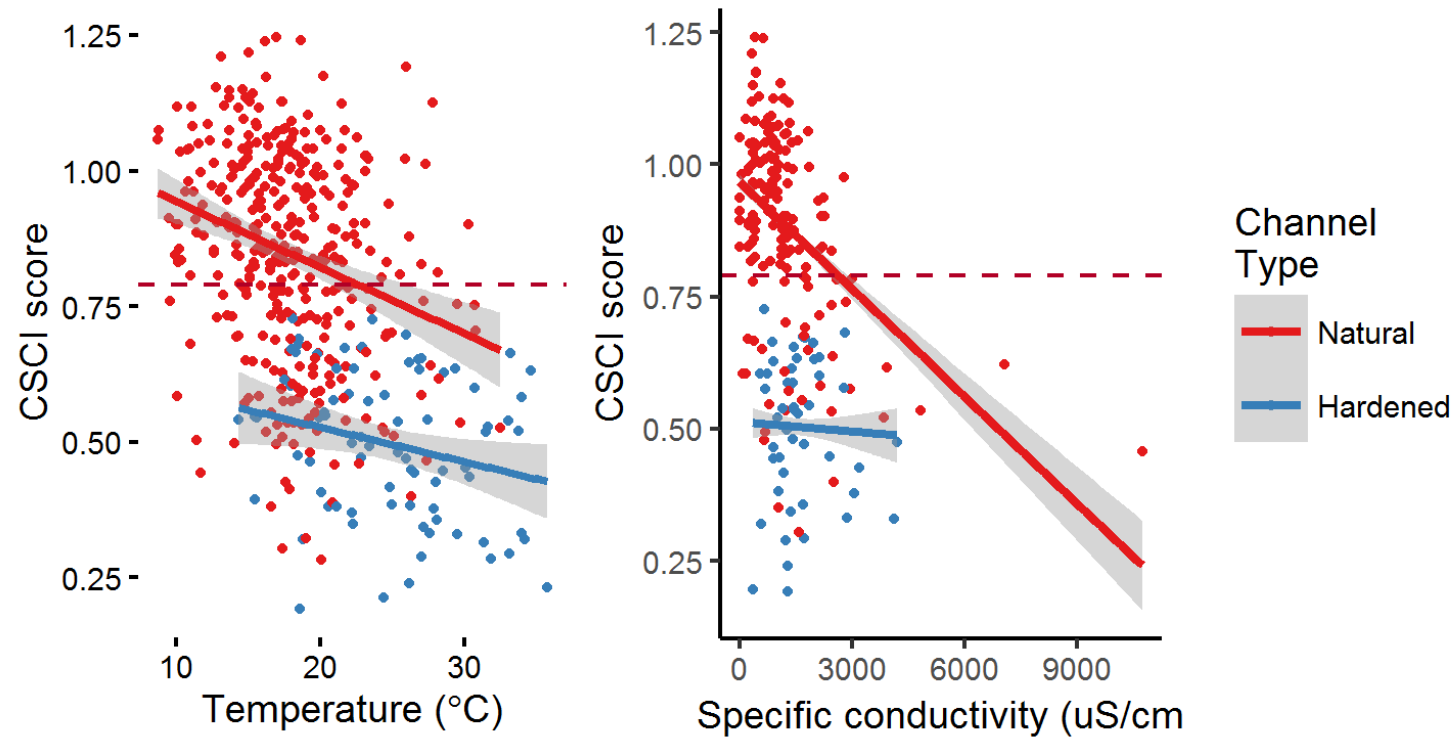 CSCI score
1.25
1.00
0.75
0.50
0.25
10 20 30
Temperature (°C)
CSCI score
1.25
1.00
0.75
0.50
0.25
0 3000 6000 9000
Specific conductivity (uS/cm
Channel
Type
Natural
Hardened